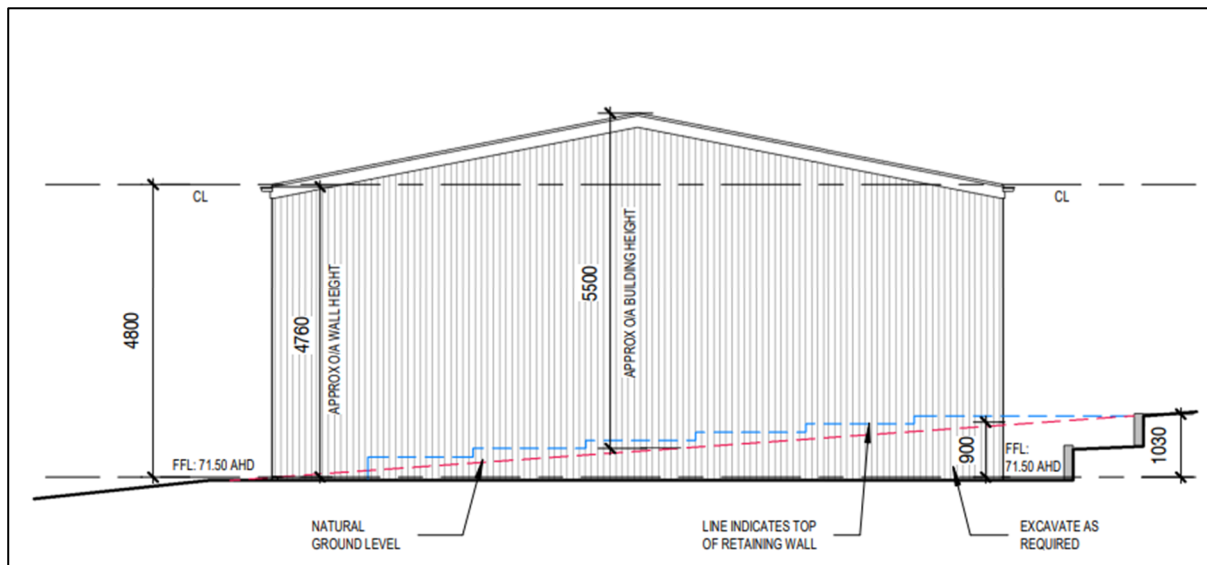 CL
CL
4800
4760
APPROX O/A WALL HEIGHT
5500
APPROX O/A BUILDING HEIGHT
FFL: 71.50 AHD
900
FFL:
71.50 AHD
1030
NATURAL
GROUND LEVEL
LINE INDICATES TOP
OF RETAINING WALL
EXCAVATE AS
REQUIRED